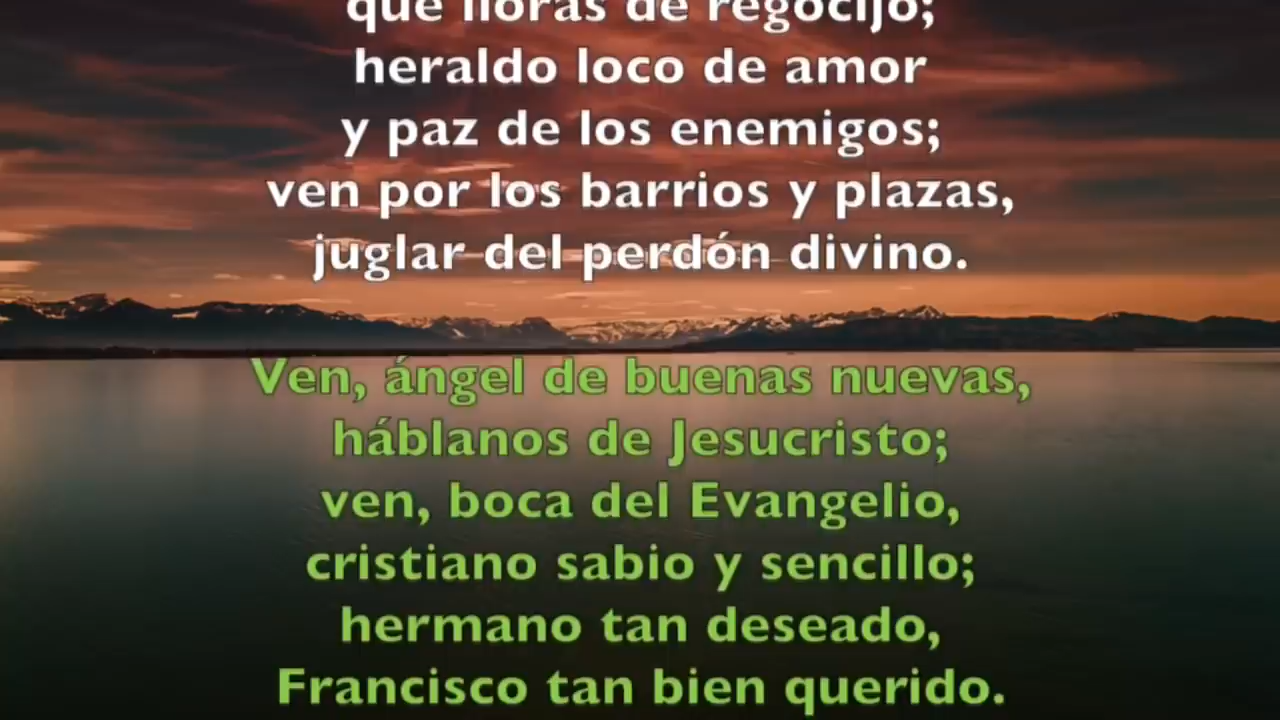 que lloras de regocijo;
heraldo loco de amor
y paz de los enemigos;
ven por los barrios y plazas,
juglar del perdón divino.
Ven, ángel de buenas nuevas,
háblanos de Jesucristo;
ven, boca del Evangelio,
cristiano sabio y sencillo;
hermano tan deseado,
Francisco tan bien querido.